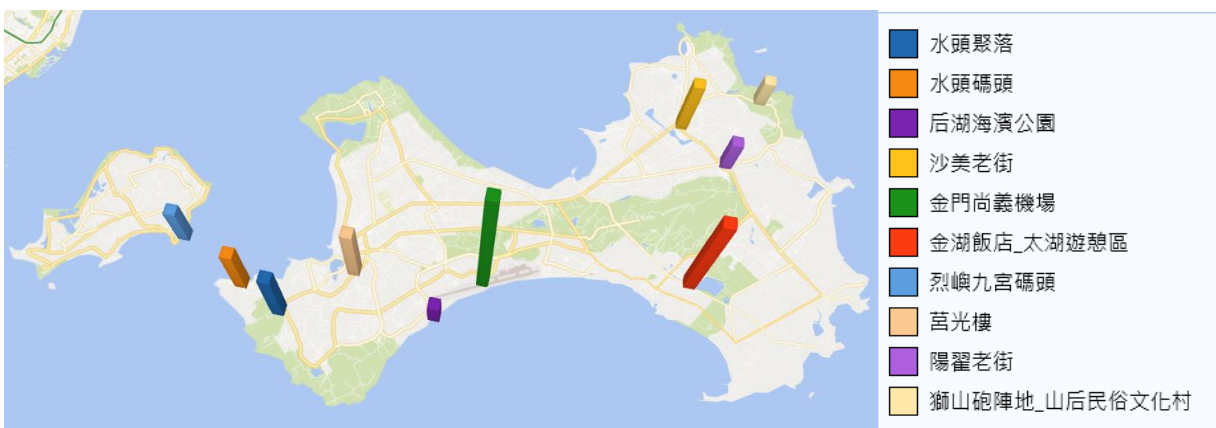 水頭聚落
水頭碼頭
后湖海濱公園
沙美老街
金門尚義機場
金湖飯店_太湖遊憩區
烈嶼九宮碼頭
莒光樓
陽翟老街
獅山砲陣地_山后民俗文化村